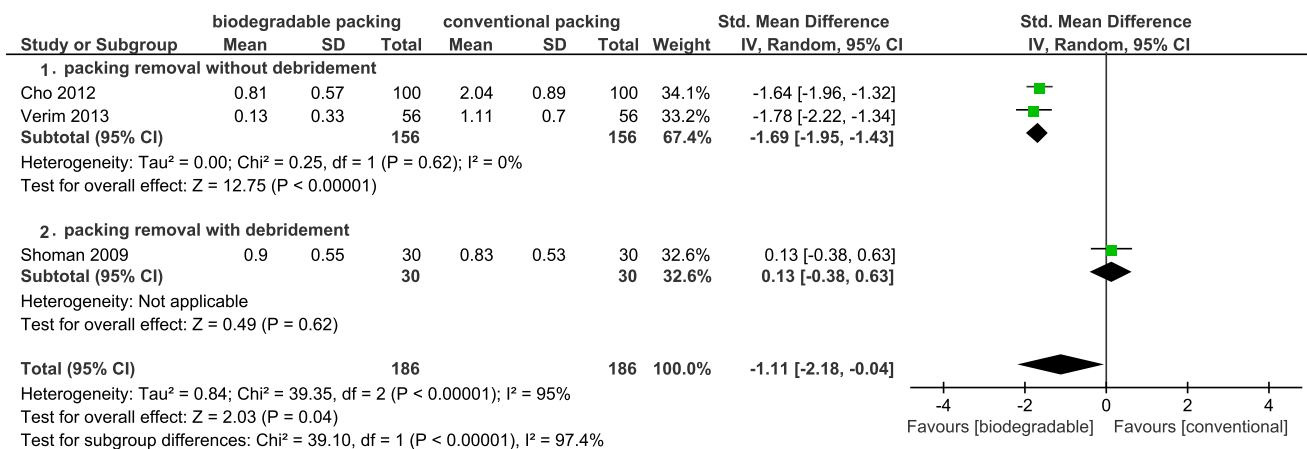 biodegradable packing conventional packing Std. Mean Difference Std. Mean Difference
Study or Subgroup Mean SD Total Mean SD Total Weight IV, Random, 95% CI IV, Random, 95% CI
1. packing removal without debridement
Cho 2012 0.81 0.57 100 2.04 0.89 100 34.1% -1.64 [-1.96, -1.32]
Verim 2013 0.13 0.33 56 1.11 0.7 56 33.2% -1.78 [-2.22, -1.34]
Subtotal (95% CI) 156 156 67.4% -1.69 [-1.95, -1.43]
Heterogeneity: Tau² = 0.00; Chi² = 0.25, df = 1 (P = 0.62); I² = 0%
Test for overall effect: Z = 12.75 (P < 0.00001)
2. packing removal with debridement
Shoman 2009 0.9 0.55 30 0.83 0.53 30 32.6% 0.13 [-0.38, 0.63]
Subtotal (95% CI) 30 30 32.6% 0.13 [-0.38, 0.63]
Heterogeneity: Not applicable
Test for overall effect: Z = 0.49 (P = 0.62)
Total (95% CI) 186 186 100.0% -1.11 [-2.18, -0.04]
Heterogeneity: Tau² = 0.84; Chi² = 39.35, df = 2 (P < 0.00001); I² = 95%
Test for overall effect: Z = 2.03 (P = 0.04)
Test for subgroup differences: Chi² = 39.10, df = 1 (P < 0.00001), I² = 97.4%
-4 -2 0 2 4
Favours [biodegradable] Favours [conventional]